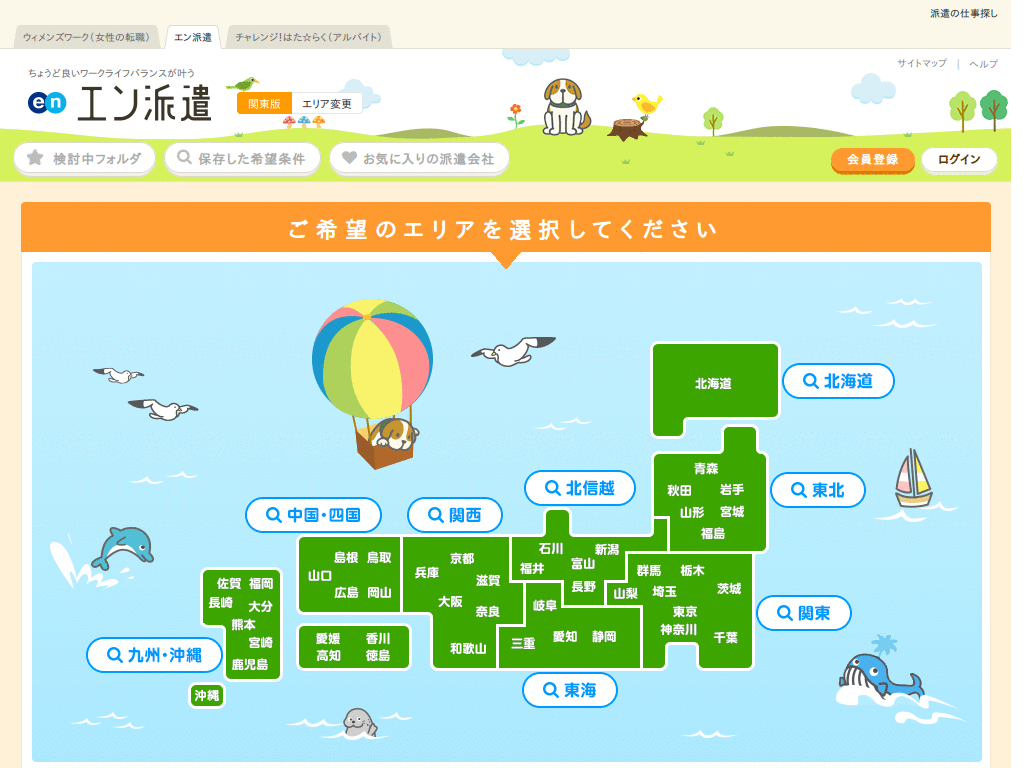 派遣の仕事探し
ウィメンズワーク(女性の転職)
エン派遣
チャレンジ!はた☆らく(アルバイト)
サイトマップ | ヘルプ
ちょうど良いワークライフバランスが叶う
en エン派遣
関東版 エリア変更
検討中フォルダ
保存した希望条件
お気に入りの派遣会社
会員登録
ログイン
ご希望のエリアを選択してください
北海道
北海道
青森
秋田 岩手
山形 宮城
福島
東北
北信越
石川 新潟
福井 富山
長野
中国・四国
島根 鳥取
山口
広島 岡山
愛媛 香川
高知 徳島
関西
京都
兵庫
滋賀
大阪
奈良
和歌山
群馬 栃木
山梨 埼玉 茨城
東京
神奈川
千葉
関東
岐阜
三重 愛知 静岡
東海
佐賀 福岡
長崎 大分
熊本
宮崎
鹿児島
九州・沖縄
沖縄